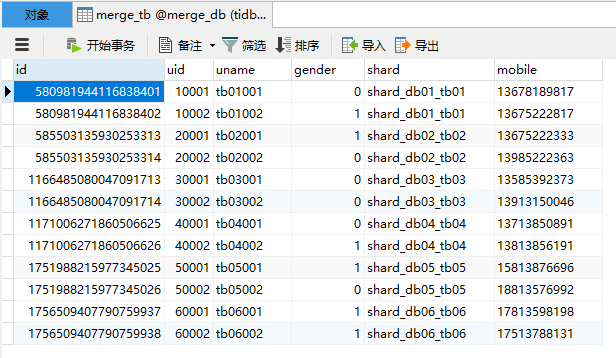 对象 merge_tb @merge_db (tidb...
开始事务 备注 筛选 排序 导入 导出
id uid uname gender shard mobile
580981944116838401 10001 tb01001 0 shard_db01_tb01 13678189817
580981944116838402 10002 tb01002 1 shard_db01_tb01 13675222817
585503135930253313 20001 tb02001 1 shard_db02_tb02 13675222333
585503135930253314 20002 tb02002 0 shard_db02_tb02 13985222363
1166485080047091713 30001 tb03001 0 shard_db03_tb03 13585392373
1166485080047091714 30002 tb03002 0 shard_db03_tb03 13913150046
1171006271860506625 40001 tb04001 0 shard_db04_tb04 13713850891
1171006271860506626 40002 tb04002 1 shard_db04_tb04 13813856191
1751988215977345025 50001 tb05001 1 shard_db05_tb05 15813876696
1751988215977345026 50002 tb05002 0 shard_db05_tb05 18813576992
1756509407790759937 60001 tb06001 1 shard_db06_tb06 17813598198
1756509407790759938 60002 tb06002 1 shard_db06_tb06 17513788131